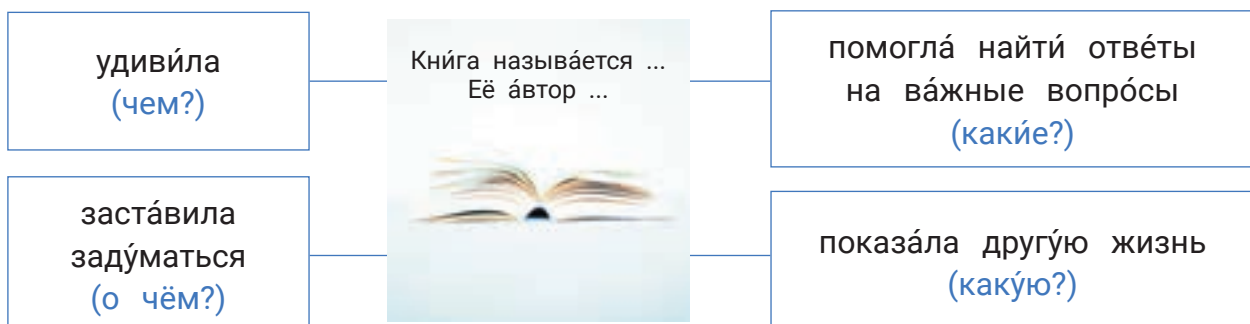 удиви́ла
(чем?)
заста́вила
заду́маться
(о чём?)
Кни́га называ́ется ...
Её а́втор ...
помогла́ найти́ отве́ты
на ва́жные вопро́сы
(каки́е?)
показа́ла другу́ю жизнь
(каку́ю?)